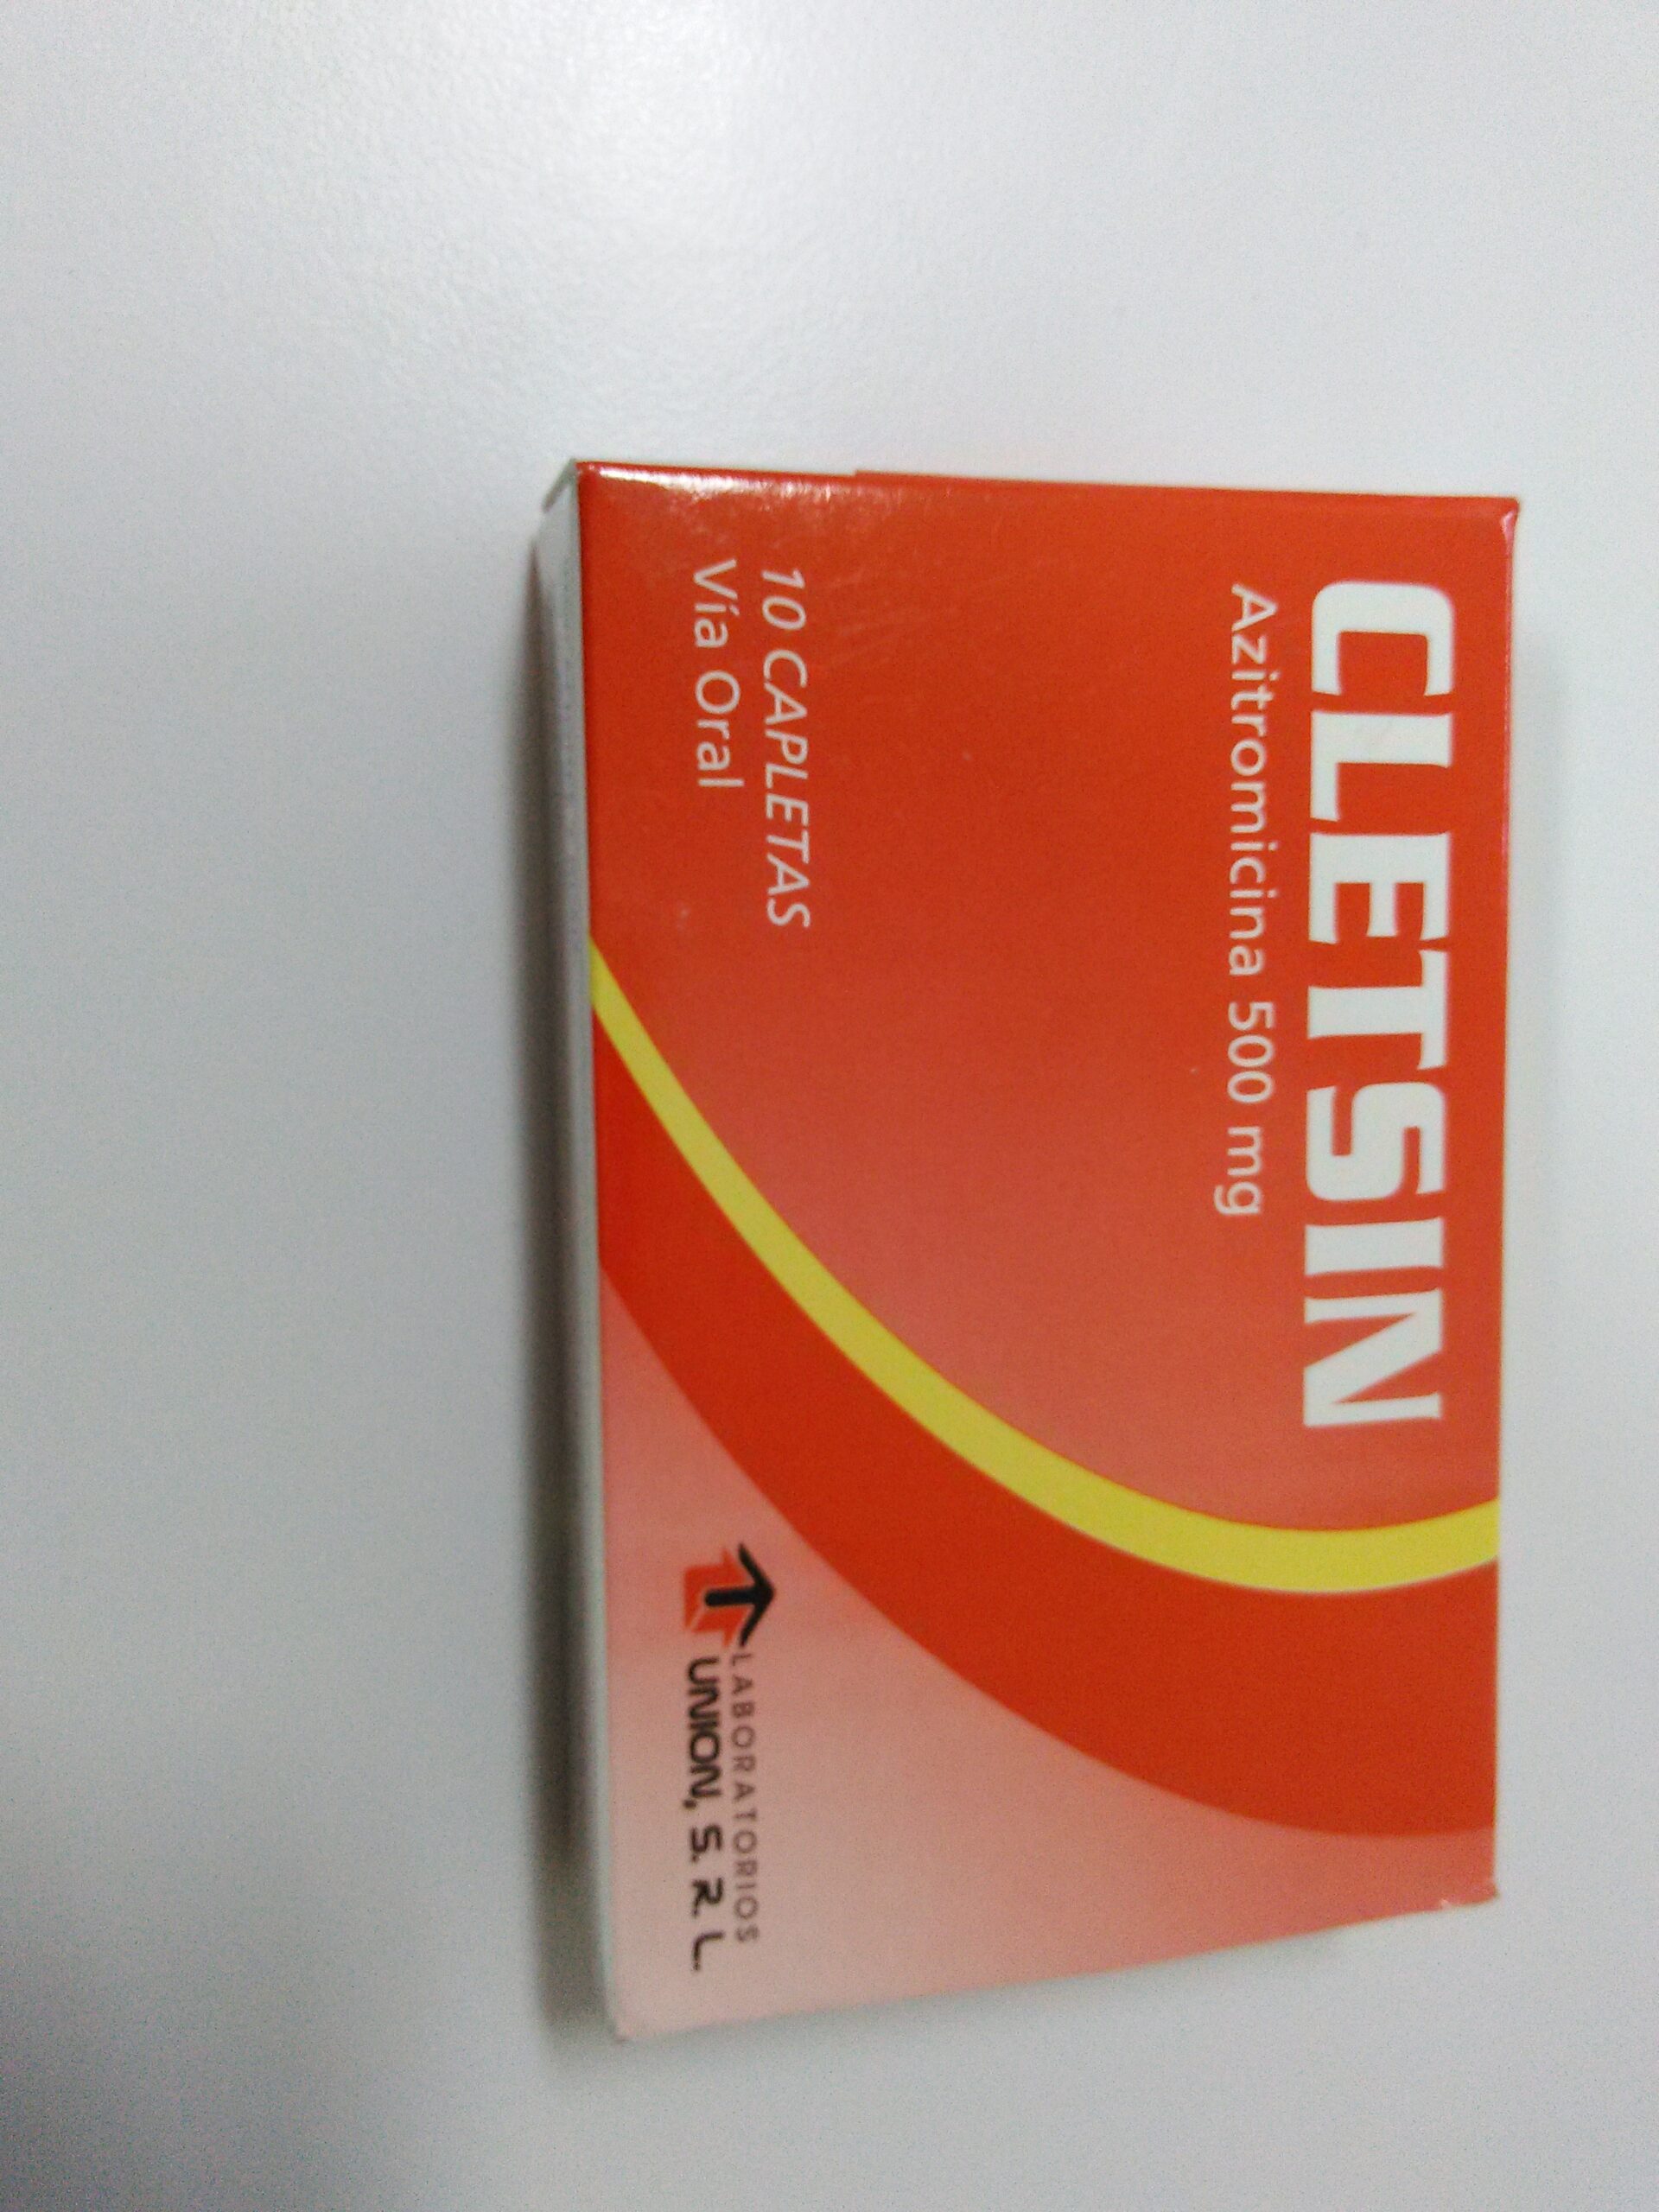 CLETSIN
Azitromicina 500 mg
10 CAPLETAS
Vía Oral
LABORATORIOS
UNION, S. R. L.